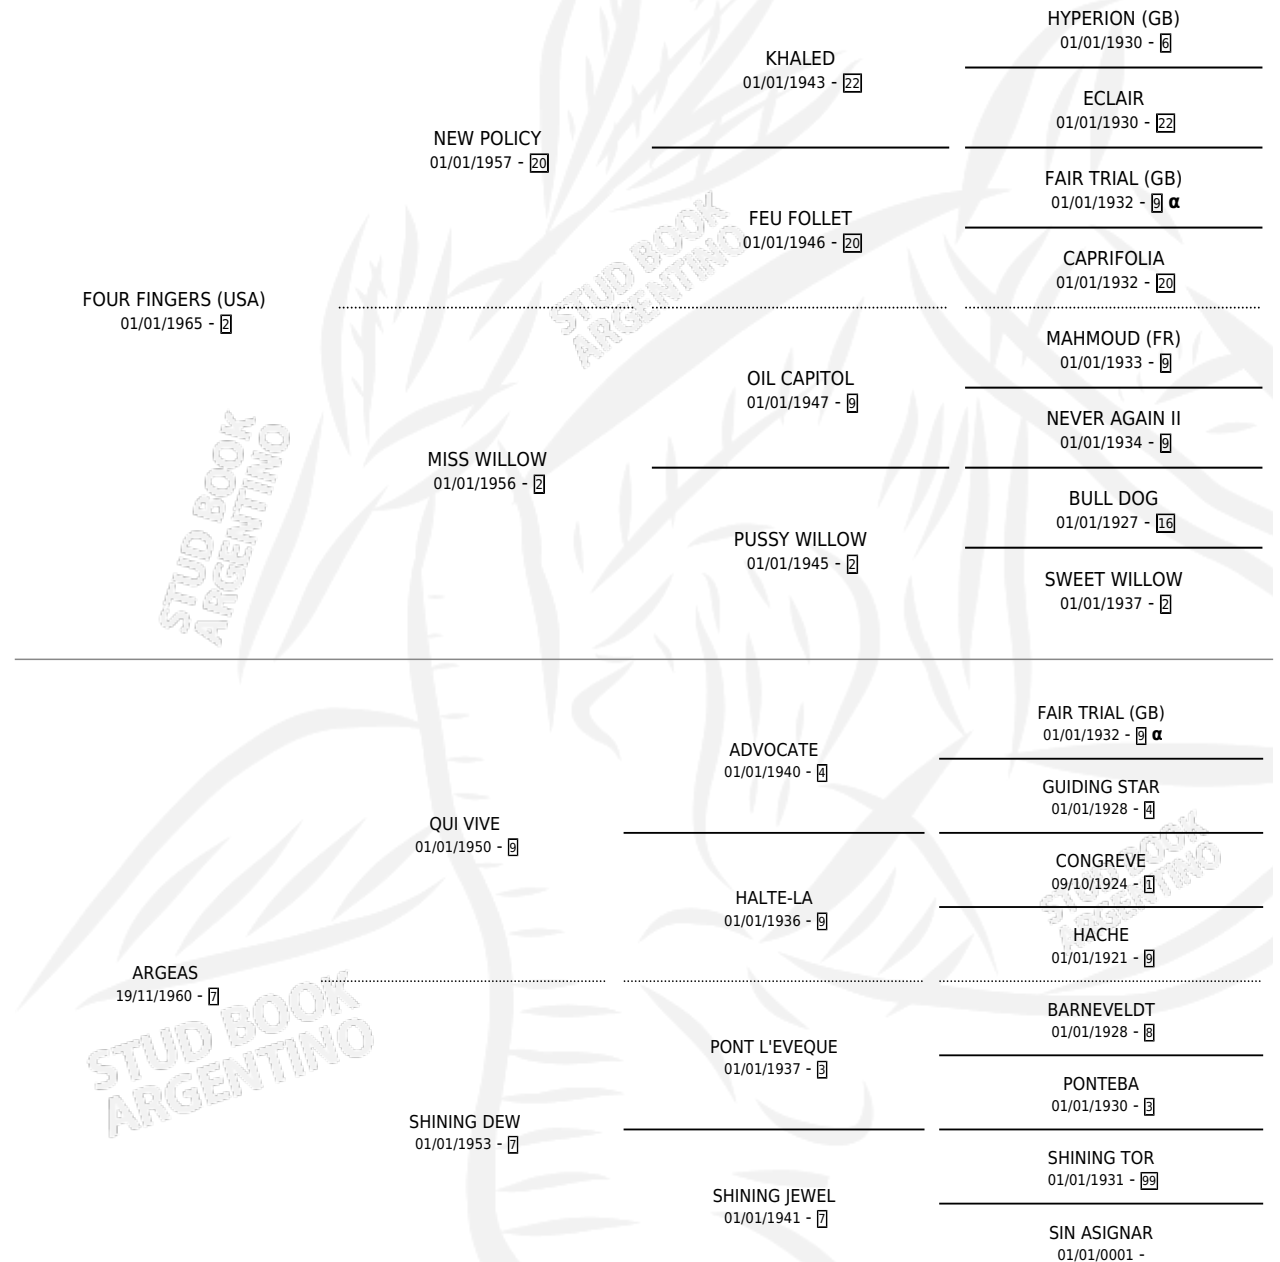 HYPERION (GB)
01/01/1930 - 6
KHALED
01/01/1943 - 22
ECLAIR
01/01/1930 - 22
NEW POLICY
01/01/1957 - 20
FAIR TRIAL (GB)
01/01/1932 - 9 α
FEU FOLLET
01/01/1946 - 20
CAPRIFOLIA
01/01/1932 - 20
FOUR FINGERS (USA)
01/01/1965 - 2
MAHMOUD (FR)
01/01/1933 - 9
OIL CAPITOL
01/01/1947 - 9
NEVER AGAIN II
01/01/1934 - 9
MISS WILLOW
01/01/1956 - 2
BULL DOG
01/01/1927 - 16
PUSSY WILLOW
01/01/1945 - 2
SWEET WILLOW
01/01/1937 - 2
FAIR TRIAL (GB)
01/01/1932 - 9 α
ADVOCATE
01/01/1940 - 4
GUIDING STAR
01/01/1928 - 4
QUI VIVE
01/01/1950 - 9
CONGREVE
09/10/1924 - 1
HALTE-LA
01/01/1936 - 9
HACHE
01/01/1921 - 9
ARGEAS
19/11/1960 - 7
BARNEVELDT
01/01/1928 - 8
PONT L'EVEQUE
01/01/1937 - 3
PONTEBA
01/01/1930 - 3
SHINING DEW
01/01/1953 - 7
SHINING TOR
01/01/1931 - 99
SHINING JEWEL
01/01/1941 - 7
SIN ASIGNAR
01/01/0001 -
STUD BOOK
ARGENTINO
STUD BOOK
ARGENTINO
STUD BOOK
ARGENTINO
STUD BOOK
ARGENTINO